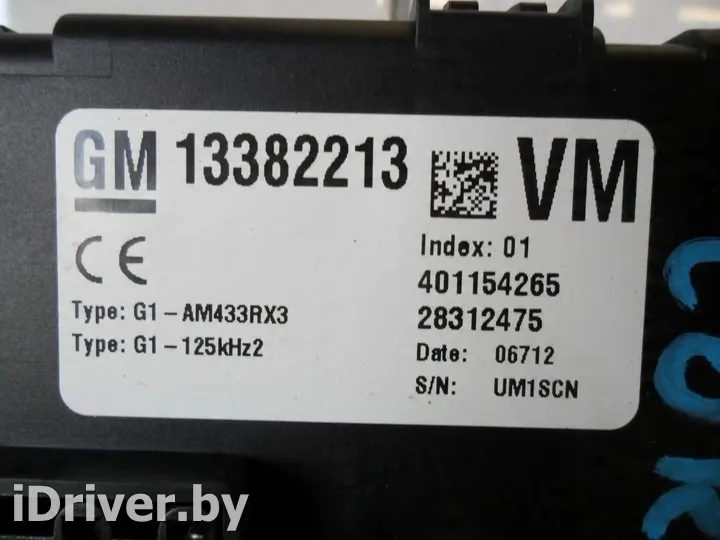 GM 13382213 VM
CE
Index: 01
401154265
Type: G1-AM433RX3
28312475
Type: G1-125kHz2
Date: 06712
S/N: UM1SCN
COR
iDriver.by